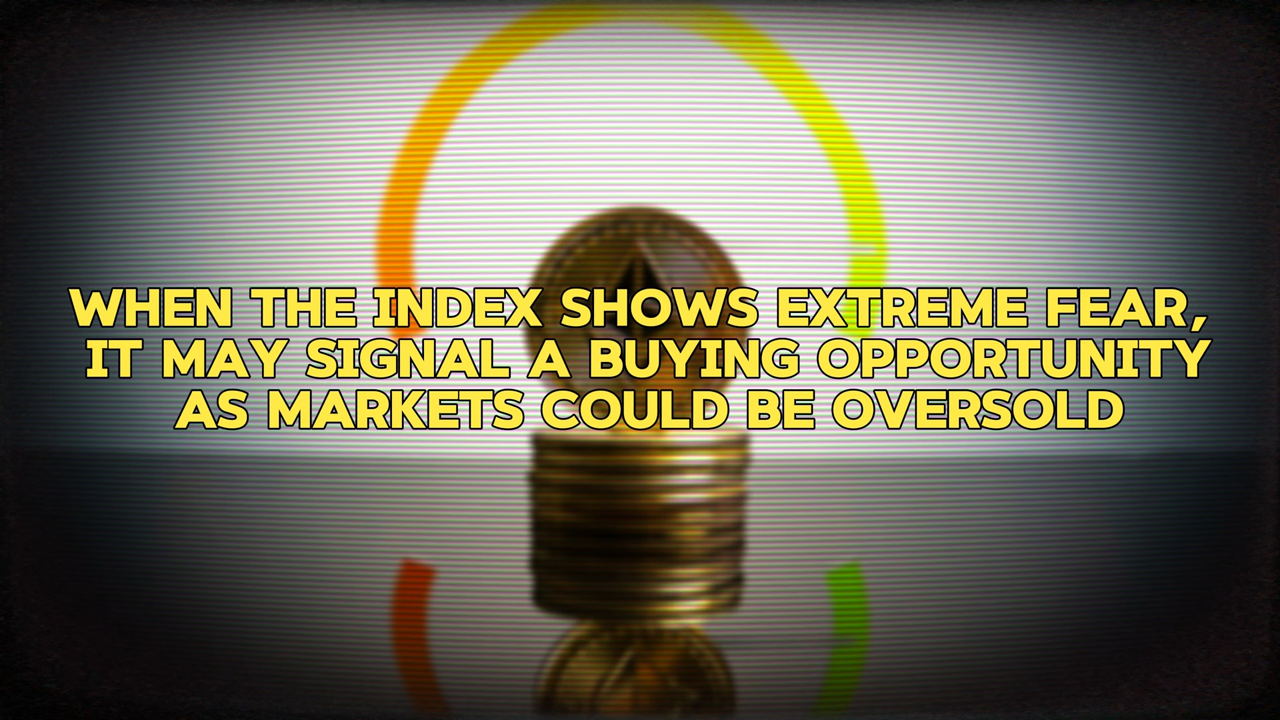 WHEN THE INDEX SHOWS EXTREME FEAR,
IT MAY SIGNAL A BUYING OPPORTUNITY
AS MARKETS COULD BE OVERSOLD